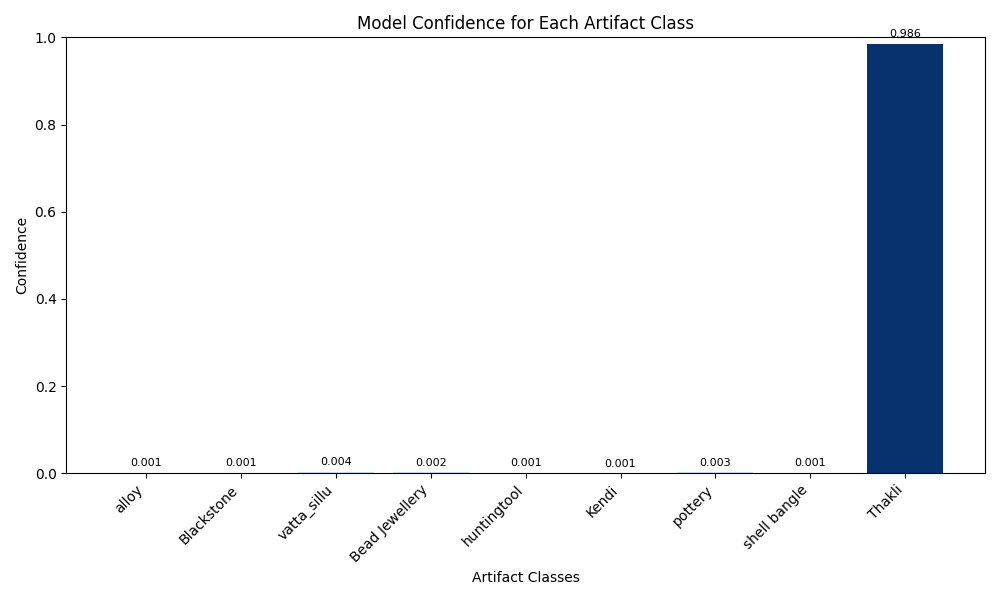 Model Confidence for Each Artifact Class
1.0
0.8
0.6
0.4
0.2
0.0
Confidence
0.001
0.001
0.004
0.002
0.001
0.001
0.003
0.001
0.986
alloy
Blackstone
vatta_sillu
Bead Jewellery
huntingtool
Kendi
pottery
shell bangle
Thakli
Artifact Classes